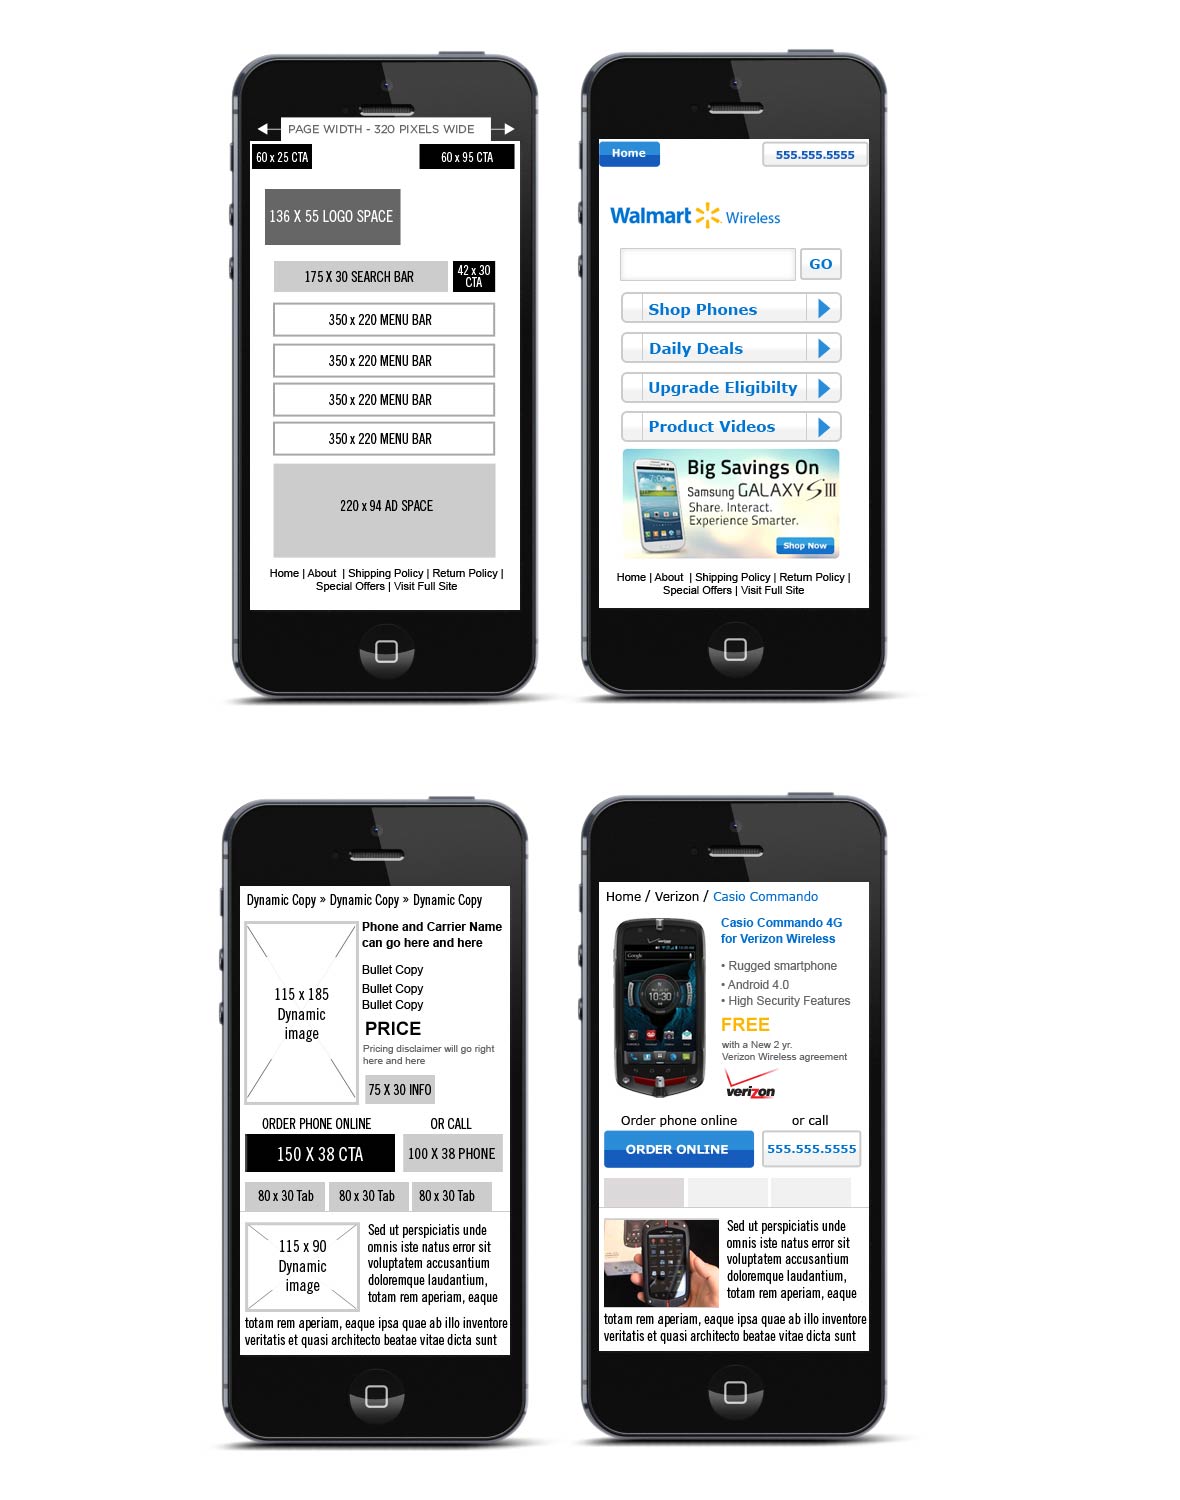 PAGE WIDTH - 320 PIXELS WIDE
60 x 25 CTA
60 x 95 CTA
136 X 55 LOGO SPACE
175 X 30 SEARCH BAR
42 x 30
CTA
350 x 220 MENU BAR
350 x 220 MENU BAR
350 x 220 MENU BAR
350 x 220 MENU BAR
220 x 94 AD SPACE
Home | About | Shipping Policy | Return Policy |
Special Offers | Visit Full Site
Home
555.555.5555
Walmart Wireless
GO
Shop Phones
Daily Deals
Upgrade Eligibilty
Product Videos
Big Savings On
Samsung GALAXY SIII
Share. Interact.
Experience Smarter.
Shop Now
Home | About | Shipping Policy | Return Policy |
Special Offers | Visit Full Site
Dynamic Copy » Dynamic Copy » Dynamic Copy
115 x 185
Dynamic
image
Phone and Carrier Name
can go here and here
Bullet Copy
Bullet Copy
Bullet Copy
PRICE
Pricing disclaimer will go right
here and here
75 X 30 INFO
ORDER PHONE ONLINE
OR CALL
150 X 38 CTA
100 X 38 PHONE
80 x 30 Tab
80 x 30 Tab
80 x 30 Tab
115 x 90
Dynamic
image
Sed ut perspiciatis unde
omnis iste natus error sit
voluptatem accusantium
doloremque laudantium,
totam rem aperiam, eaque
totam rem aperiam, eaque ipsa quae ab illo inventore
veritatis et quasi architecto beatae vitae dicta sunt
Home / Verizon / Casio Commando
verizon
Google
10:30
Casio Commando 4G
for Verizon Wireless
• Rugged smartphone
• Android 4.0
• High Security Features
FREE
with a New 2 yr.
Verizon Wireless agreement
verizon
Order phone online
or call
ORDER ONLINE
555.555.5555
Sed ut perspiciatis unde
omnis iste natus error sit
voluptatem accusantium
doloremque laudantium,
totam rem aperiam, eaque
totam rem aperiam, eaque ipsa quae ab illo inventore
veritatis et quasi architecto beatae vitae dicta sunt